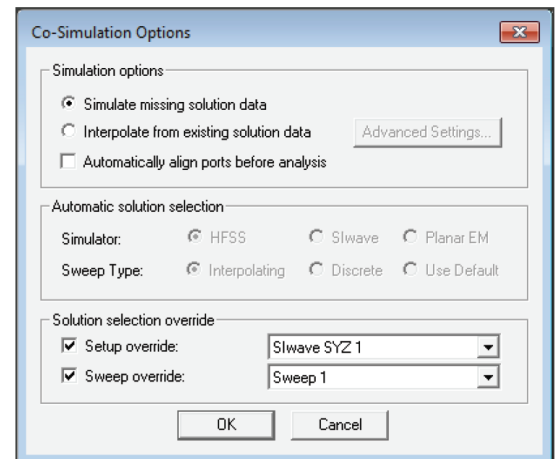 Co-Simulation Options
Simulation options
Simulate missing solution data
Interpolate from existing solution data
Advanced Settings...
Automatically align ports before analysis
Automatic solution selection
Simulator: HFSS SIwave Planar EM
Sweep Type: Interpolating Discrete Use Default
Solution selection override
Setup override: SIwave SYZ 1
Sweep override: Sweep 1
OK Cancel